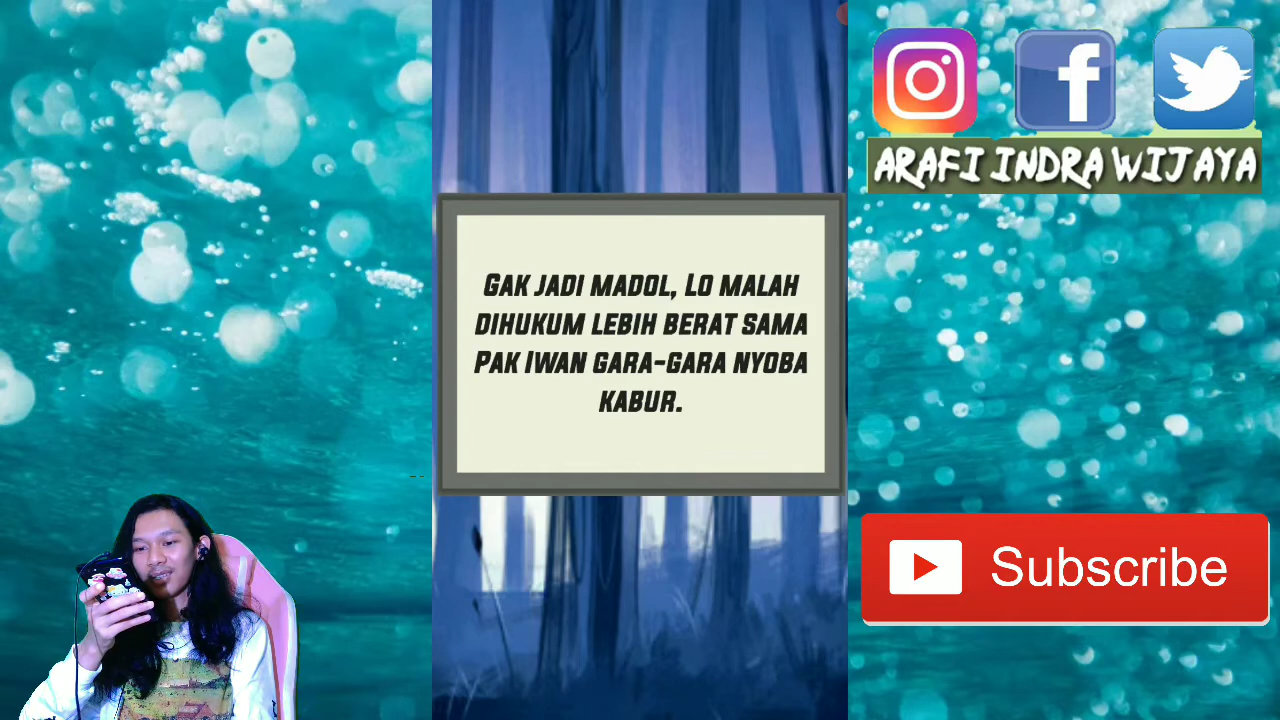 ARAFI INDRA WIJAYA
GAK JADI MADOL, LO MALAH
DIHUKUM LEBIH BERAT SAMA
PAK IWAN GARA-GARA NYOBA
KABUR.
Subscribe